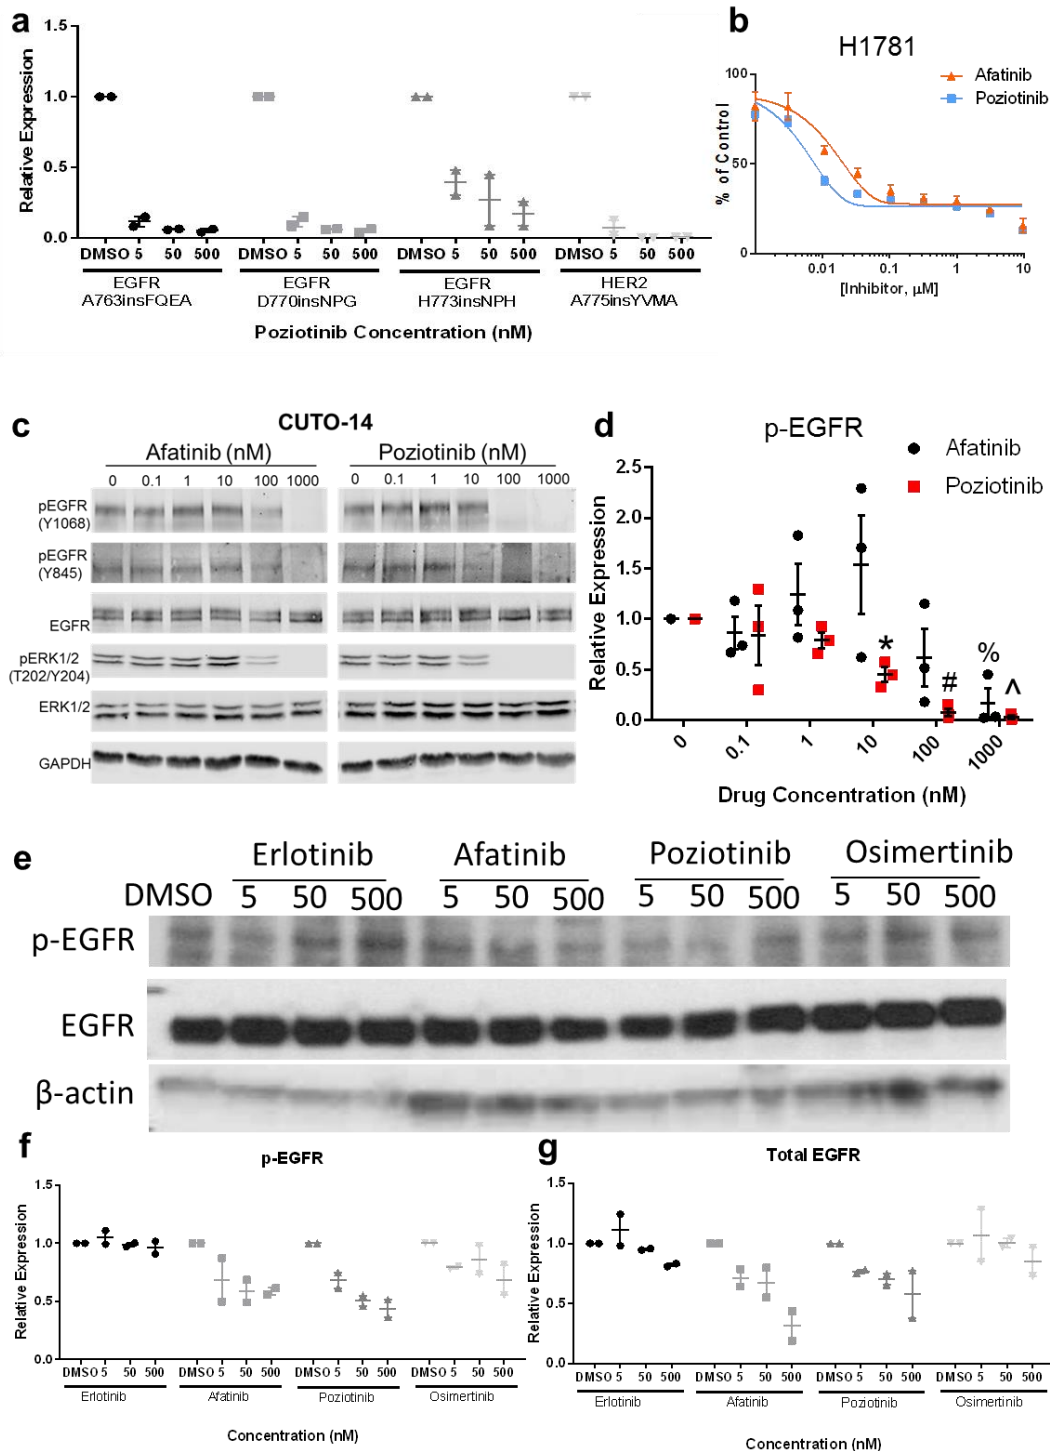 a
1.5
1.0
0.5
0.0
Relative Expression
DMSO 5 50 500 DMSO 5 50 500 DMSO 5 50 500 DMSO 5 50 500
EGFR
A763insFQEA
EGFR
D770insNPG
EGFR
H773insNPH
HER2
A775insYVMA
Poziotinib Concentration (nM)
b
H1781
Afatinib
Poziotinib
100
50
0
% of Control
0.01 0.1 1 10
[Inhibitor, µM]
c
CUTO-14
Afatinib (nM)
Poziotinib (nM)
0 0.1 1 10 100 1000
0 0.1 1 10 100 1000
pEGFR
(Y1068)
pEGFR
(Y845)
EGFR
pERK1/2
(T202/Y204)
ERK1/2
GAPDH
d
p-EGFR
Afatinib
Poziotinib
2.5
2.0
1.5
1.0
0.5
0.0
Relative Expression
*
#
%
^
0 0.1 1 10 100 1000
Drug Concentration (nM)
e
Erlotinib Afatinib Poziotinib Osimertinib
DMSO 5 50 500 5 50 500 5 50 500 5 50 500
p-EGFR
EGFR
β-actin
f
p-EGFR
1.5
1.0
0.5
0.0
Relative Expression
DMSO 5 50 500 DMSO 5 50 500 DMSO 5 50 500 DMSO 5 50 500
Erlotinib Afatinib Poziotinib Osimertinib
Concentration (nM)
g
Total EGFR
1.5
1.0
0.5
0.0
Relative Expression
DMSO 5 50 500 DMSO 5 50 500 DMSO 5 50 500 DMSO 5 50 500
Erlotinib Afatinib Poziotinib Osimertinib
Concentration (nM)